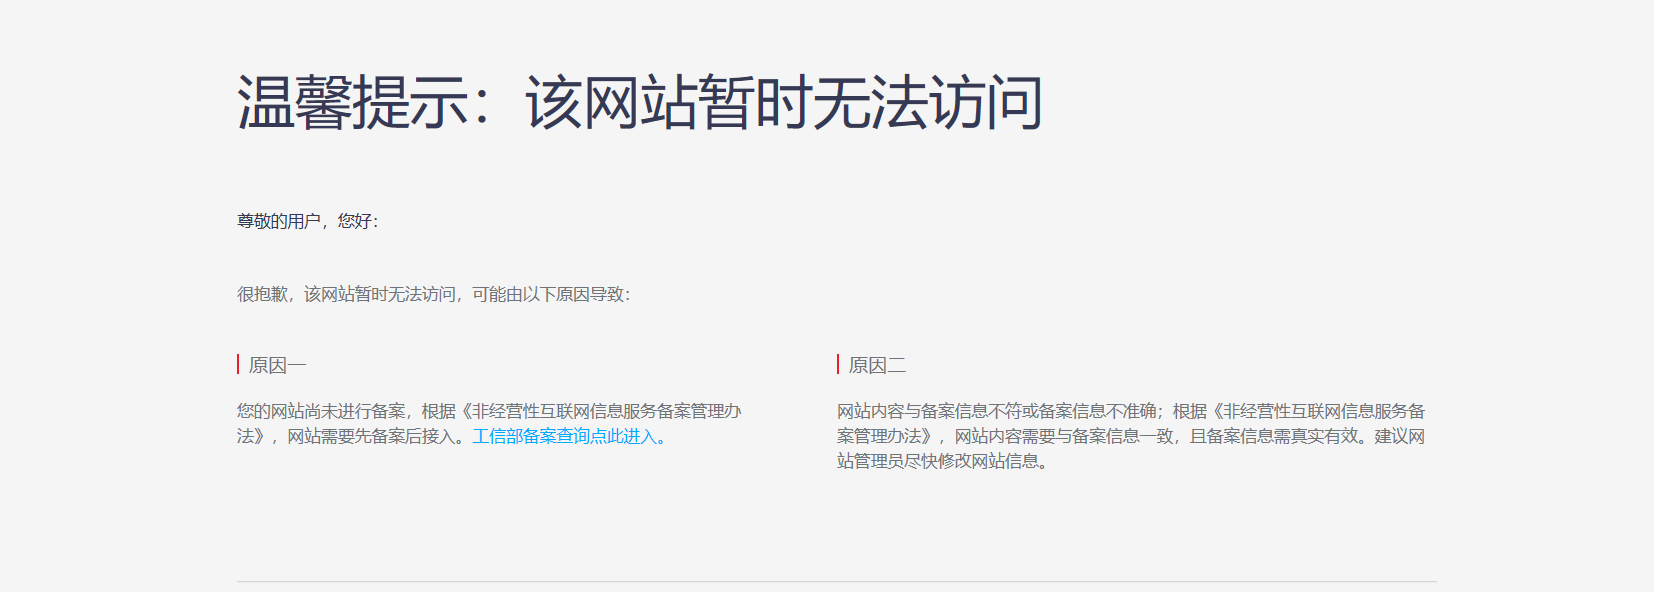 温馨提示：该网站暂时无法访问
尊敬的用户，您好：
很抱歉，该网站暂时无法访问，可能由以下原因导致：
原因一
您的网站尚未进行备案，根据《非经营性互联网信息服务备案管理办
法》，网站需要先备案后接入。工信部备案查询点此进入。
原因二
网站内容与备案信息不符或备案信息不准确；根据《非经营性互联网信息服务备
案管理办法》，网站内容需要与备案信息一致，且备案信息需真实有效。建议网
站管理员尽快修改网站信息。